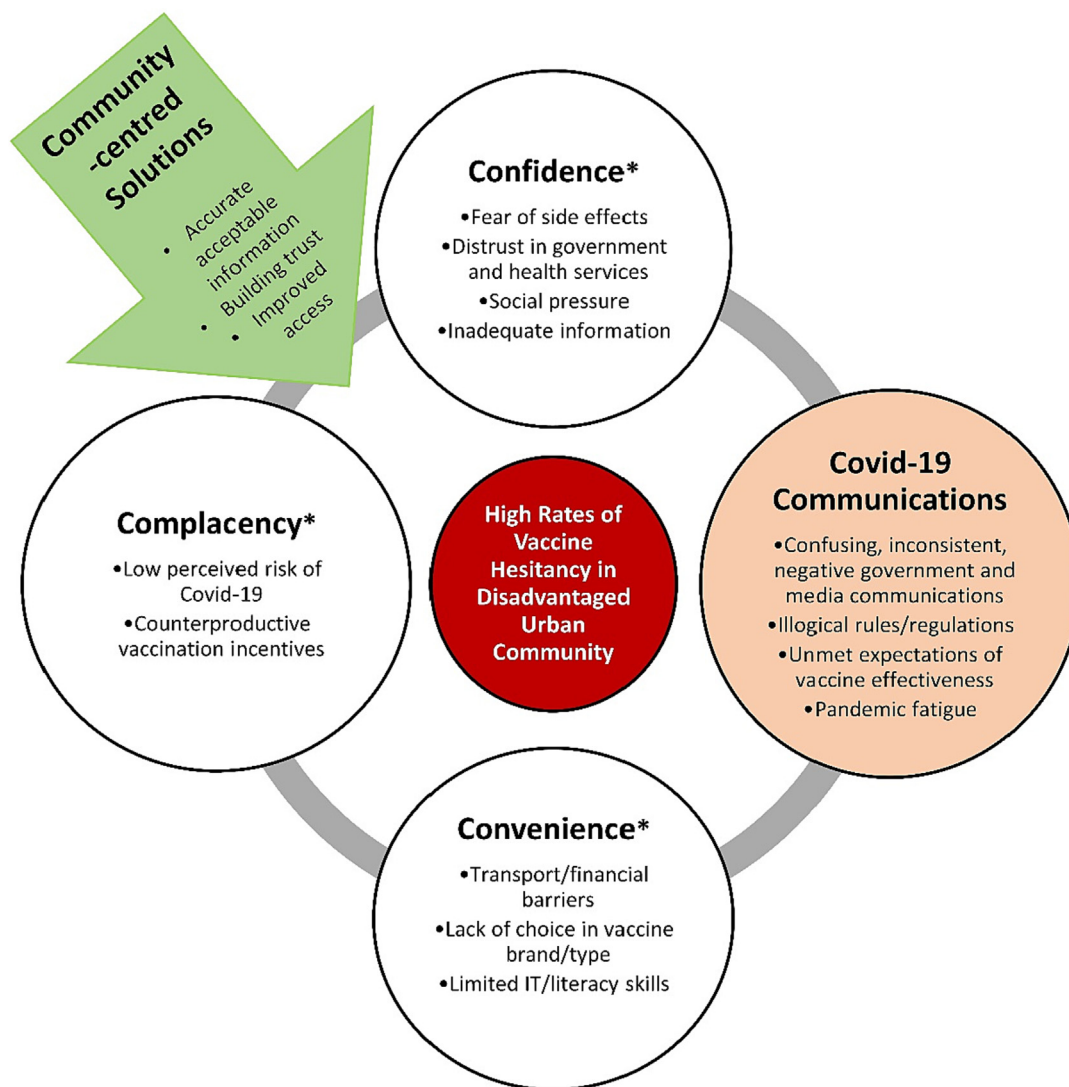 Community
-centred
Solutions
• Accurate
acceptable
information
• Building trust
• Improved
access
Confidence*
•Fear of side effects
•Distrust in government
and health services
•Social pressure
•Inadequate information
Covid-19
Communications
•Confusing, inconsistent,
negative government and
media communications
•Illogical rules/regulations
•Unmet expectations of
vaccine effectiveness
•Pandemic fatigue
Complacency*
•Low perceived risk of
Covid-19
•Counterproductive
vaccination incentives
High Rates of
Vaccine
Hesitancy in
Disadvantaged
Urban
Community
Convenience*
•Transport/financial
barriers
•Lack of choice in vaccine
brand/type
•Limited IT/literacy skills